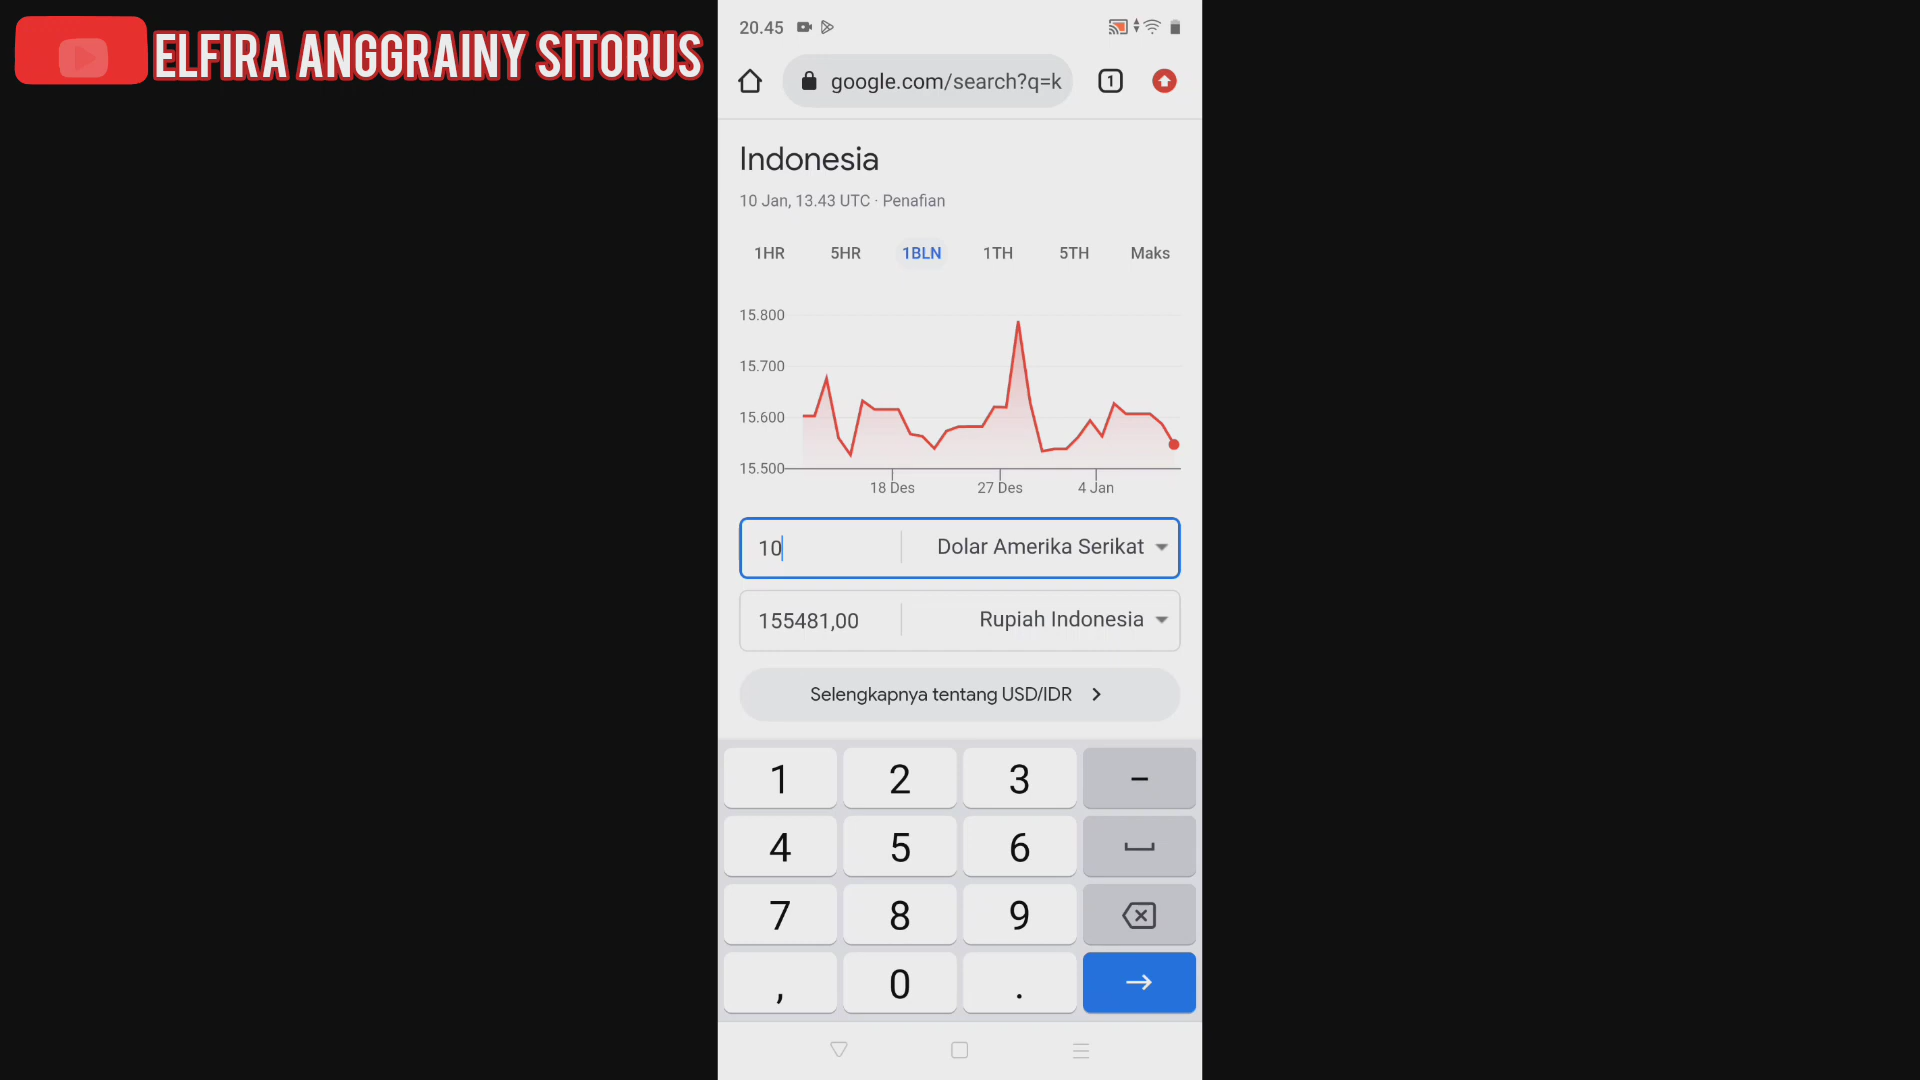 ELFIRA ANGGRAINY SITORUS
20.45
google.com/search?q=k
1
Indonesia
10 Jan, 13.43 UTC · Penafian
1HR 5HR 1BLN 1TH 5TH Maks
15.800
15.700
15.600
15.500
18 Des 27 Des 4 Jan
10 Dolar Amerika Serikat
155481,00 Rupiah Indonesia
Selengkapnya tentang USD/IDR
1 2 3 –
4 5 6
7 8 9
, 0 .